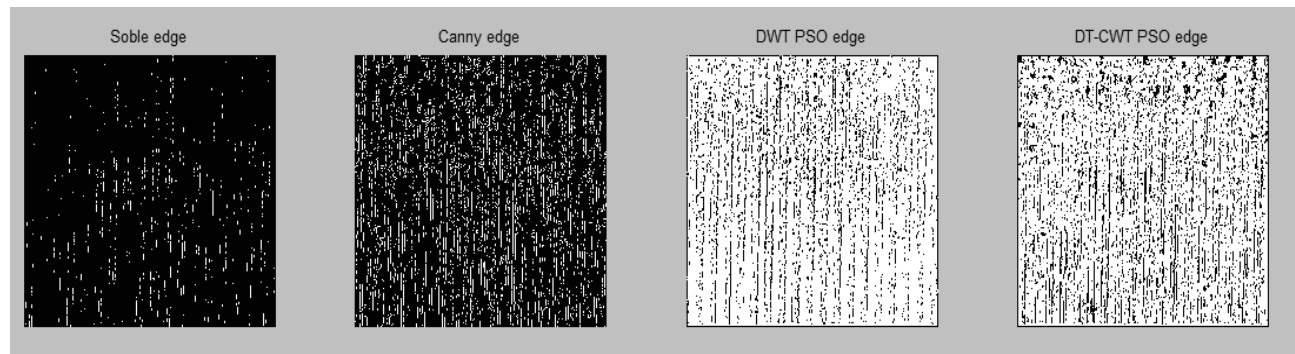 Soble edge
Canny edge
DWT PSO edge
DT-CWT PSO edge